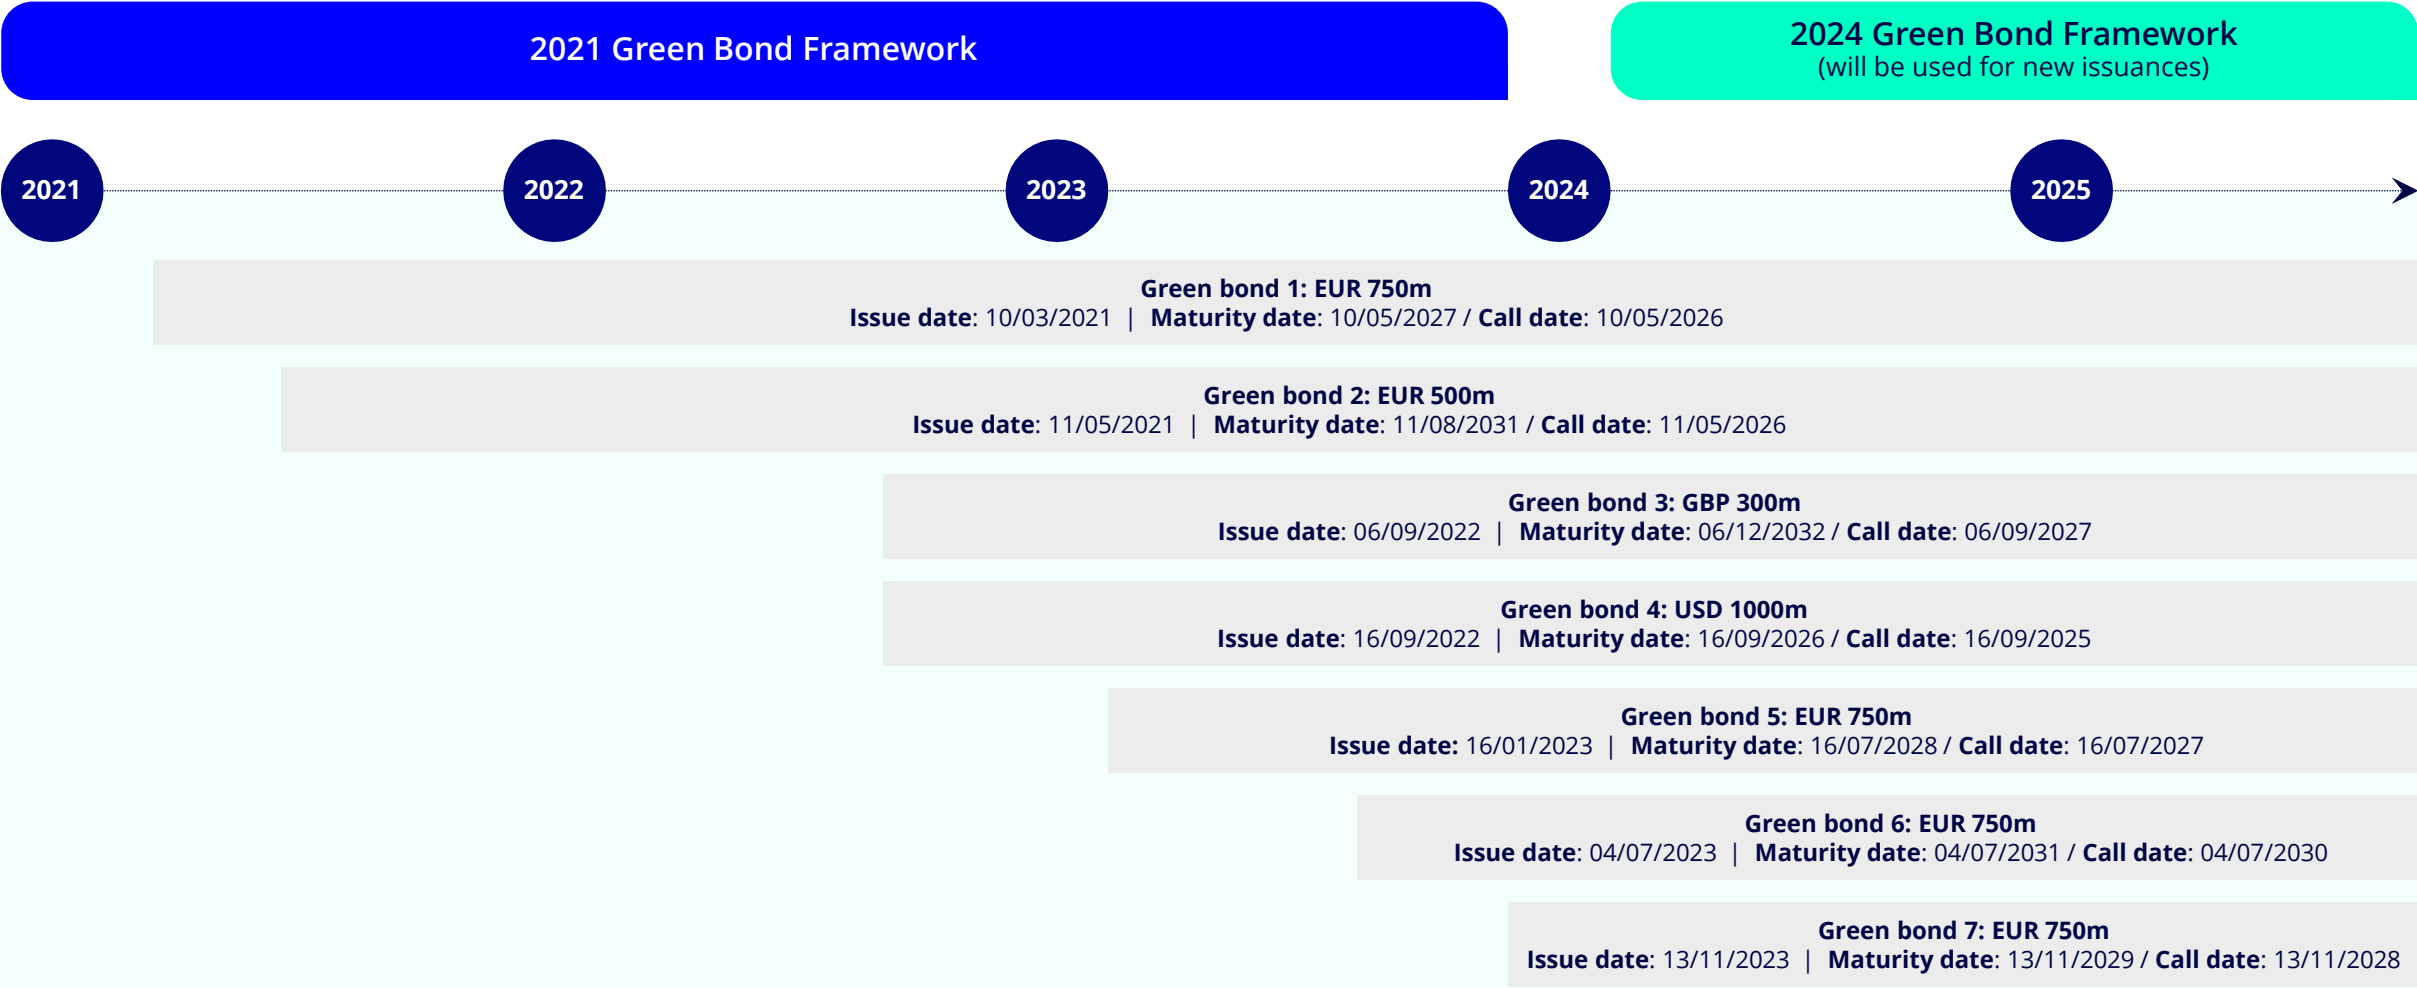 2021 Green Bond Framework
2024 Green Bond Framework
(will be used for new issuances)
2021
2022
2023
2024
2025
Green bond 1: EUR 750m
Issue date: 10/03/2021 | Maturity date: 10/05/2027 / Call date: 10/05/2026
Green bond 2: EUR 500m
Issue date: 11/05/2021 | Maturity date: 11/08/2031 / Call date: 11/05/2026
Green bond 3: GBP 300m
Issue date: 06/09/2022 | Maturity date: 06/12/2032 / Call date: 06/09/2027
Green bond 4: USD 1000m
Issue date: 16/09/2022 | Maturity date: 16/09/2026 / Call date: 16/09/2025
Green bond 5: EUR 750m
Issue date: 16/01/2023 | Maturity date: 16/07/2028 / Call date: 16/07/2027
Green bond 6: EUR 750m
Issue date: 04/07/2023 | Maturity date: 04/07/2031 / Call date: 04/07/2030
Green bond 7: EUR 750m
Issue date: 13/11/2023 | Maturity date: 13/11/2029 / Call date: 13/11/2028